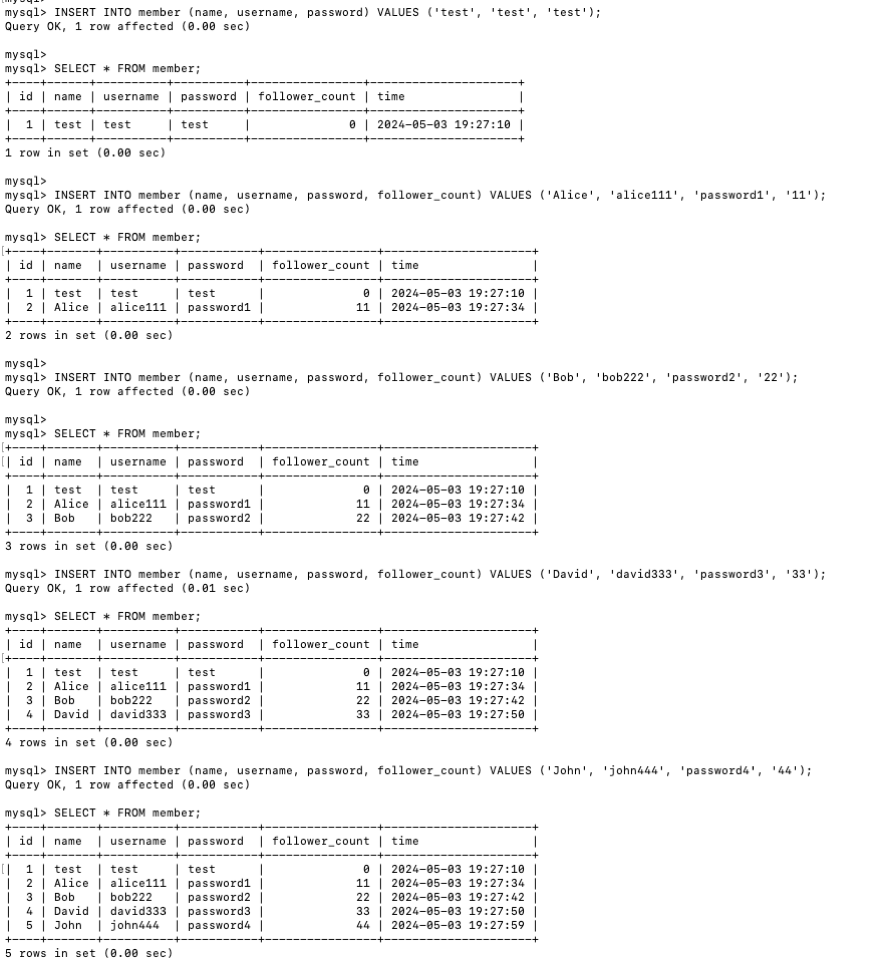 mysql> INSERT INTO member (name, username, password) VALUES ('test', 'test', 'test');
Query OK, 1 row affected (0.00 sec)

mysql>
mysql> SELECT * FROM member;
+----+------+----------+----------+----------------+---------------------+
| id | name | username | password | follower_count | time                |
+----+------+----------+----------+----------------+---------------------+
|  1 | test | test     | test     |              0 | 2024-05-03 19:27:10 |
+----+------+----------+----------+----------------+---------------------+
1 row in set (0.00 sec)

mysql>
mysql> INSERT INTO member (name, username, password, follower_count) VALUES ('Alice', 'alice111', 'password1', '11');
Query OK, 1 row affected (0.00 sec)

mysql> SELECT * FROM member;
+----+-------+----------+-----------+----------------+---------------------+
| id | name  | username | password  | follower_count | time                |
+----+-------+----------+-----------+----------------+---------------------+
|  1 | test  | test     | test      |              0 | 2024-05-03 19:27:10 |
|  2 | Alice | alice111 | password1 |             11 | 2024-05-03 19:27:34 |
+----+-------+----------+-----------+----------------+---------------------+
2 rows in set (0.00 sec)

mysql>
mysql> INSERT INTO member (name, username, password, follower_count) VALUES ('Bob', 'bob222', 'password2', '22');
Query OK, 1 row affected (0.00 sec)

mysql>
mysql> SELECT * FROM member;
+----+-------+----------+-----------+----------------+---------------------+
| id | name  | username | password  | follower_count | time                |
+----+-------+----------+-----------+----------------+---------------------+
|  1 | test  | test     | test      |              0 | 2024-05-03 19:27:10 |
|  2 | Alice | alice111 | password1 |             11 | 2024-05-03 19:27:34 |
|  3 | Bob   | bob222   | password2 |             22 | 2024-05-03 19:27:42 |
+----+-------+----------+-----------+----------------+---------------------+
3 rows in set (0.00 sec)

mysql> INSERT INTO member (name, username, password, follower_count) VALUES ('David', 'david333', 'password3', '33');
Query OK, 1 row affected (0.01 sec)

mysql> SELECT * FROM member;
+----+-------+----------+-----------+----------------+---------------------+
| id | name  | username | password  | follower_count | time                |
+----+-------+----------+-----------+----------------+---------------------+
|  1 | test  | test     | test      |              0 | 2024-05-03 19:27:10 |
|  2 | Alice | alice111 | password1 |             11 | 2024-05-03 19:27:34 |
|  3 | Bob   | bob222   | password2 |             22 | 2024-05-03 19:27:42 |
|  4 | David | david333 | password3 |             33 | 2024-05-03 19:27:50 |
+----+-------+----------+-----------+----------------+---------------------+
4 rows in set (0.00 sec)

mysql> INSERT INTO member (name, username, password, follower_count) VALUES ('John', 'john444', 'password4', '44');
Query OK, 1 row affected (0.00 sec)

mysql> SELECT * FROM member;
+----+-------+----------+-----------+----------------+---------------------+
| id | name  | username | password  | follower_count | time                |
+----+-------+----------+-----------+----------------+---------------------+
|  1 | test  | test     | test      |              0 | 2024-05-03 19:27:10 |
|  2 | Alice | alice111 | password1 |             11 | 2024-05-03 19:27:34 |
|  3 | Bob   | bob222   | password2 |             22 | 2024-05-03 19:27:42 |
|  4 | David | david333 | password3 |             33 | 2024-05-03 19:27:50 |
|  5 | John  | john444  | password4 |             44 | 2024-05-03 19:27:59 |
+----+-------+----------+-----------+----------------+---------------------+
5 rows in set (0.00 sec)